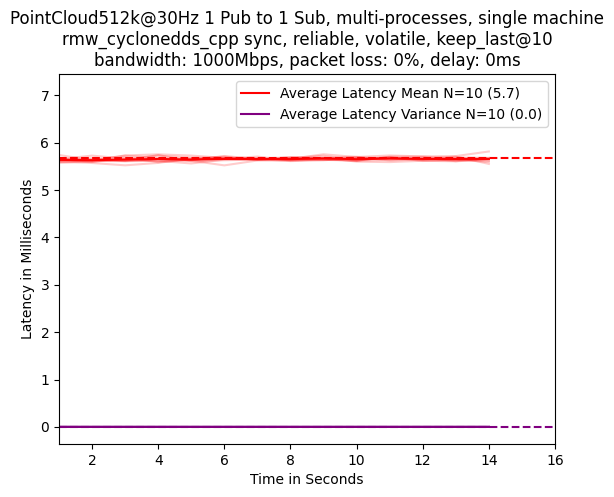 PointCloud512k@30Hz 1 Pub to 1 Sub, multi-processes, single machine
rmw_cyclonedds_cpp sync, reliable, volatile, keep_last@10
bandwidth: 1000Mbps, packet loss: 0%, delay: 0ms
Average Latency Mean N=10 (5.7)
Average Latency Variance N=10 (0.0)
Latency in Milliseconds
7
6
5
4
3
2
1
0
2 4 6 8 10 12 14 16
Time in Seconds